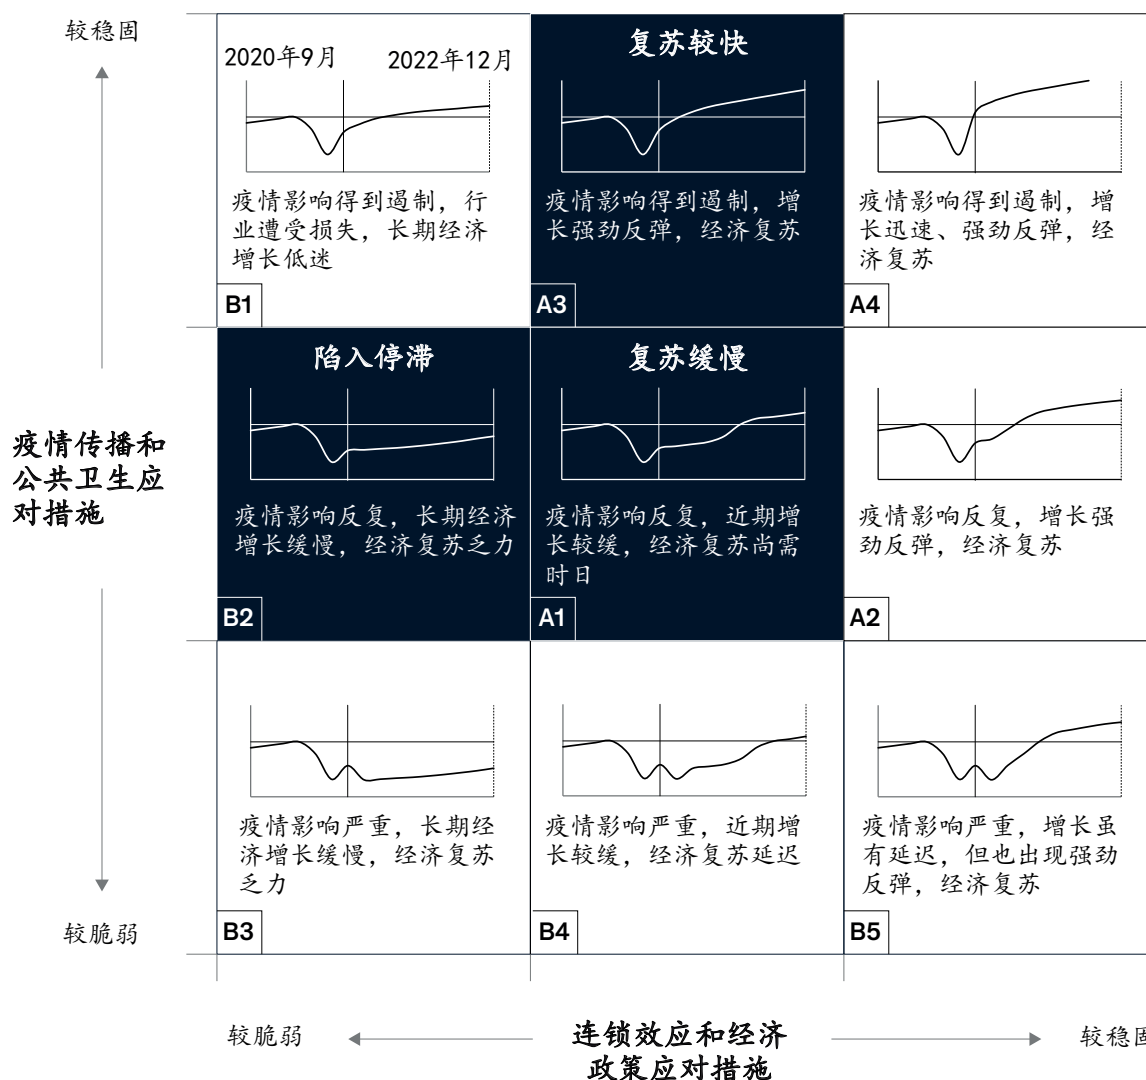 较稳固
2020年9月
2022年12月
疫情影响得到遏制，行
业遭受损失，长期经济
增长低迷
B1
复苏较快
疫情影响得到遏制，增
长强劲反弹，经济复苏
A3
疫情影响得到遏制，增
长迅速、强劲反弹，经
济复苏
A4
疫情传播和
公共卫生应
对措施
陷入停滞
疫情影响反复，长期经济
增长缓慢，经济复苏乏力
B2
复苏缓慢
疫情影响反复，近期增
长较缓，经济复苏尚需
时日
A1
疫情影响反复，增长强
劲反弹，经济复苏
A2
疫情影响严重，长期经
济增长缓慢，经济复苏
乏力
B3
疫情影响严重，近期增
长较缓，经济复苏延迟
B4
疫情影响严重，增长虽
有延迟，但也出现强劲
反弹，经济复苏
B5
较脆弱
较脆弱
连锁效应和经济
政策应对措施
较稳固